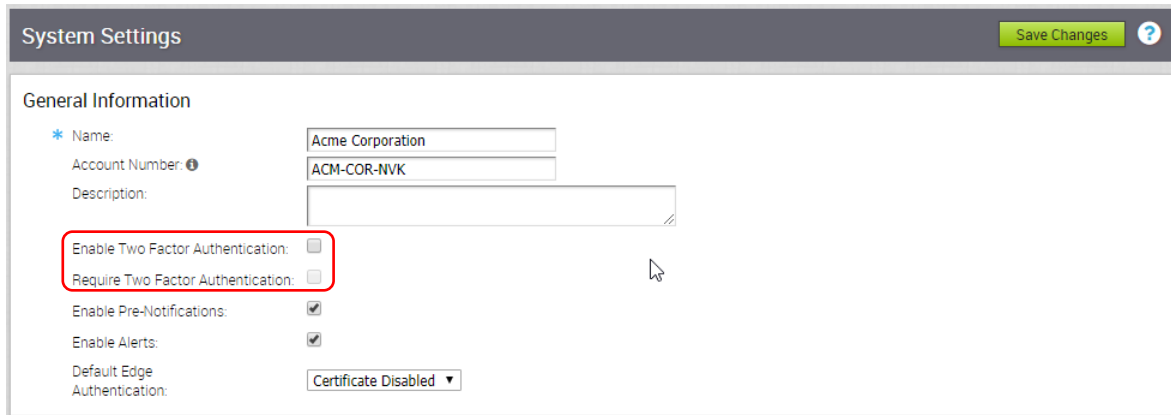 System Settings
Save Changes ?
General Information
* Name: Acme Corporation
Account Number: ACM-COR-NVK
Description:
Enable Two Factor Authentication:
Require Two Factor Authentication:
Enable Pre-Notifications:
Enable Alerts:
Default Edge
Authentication: Certificate Disabled